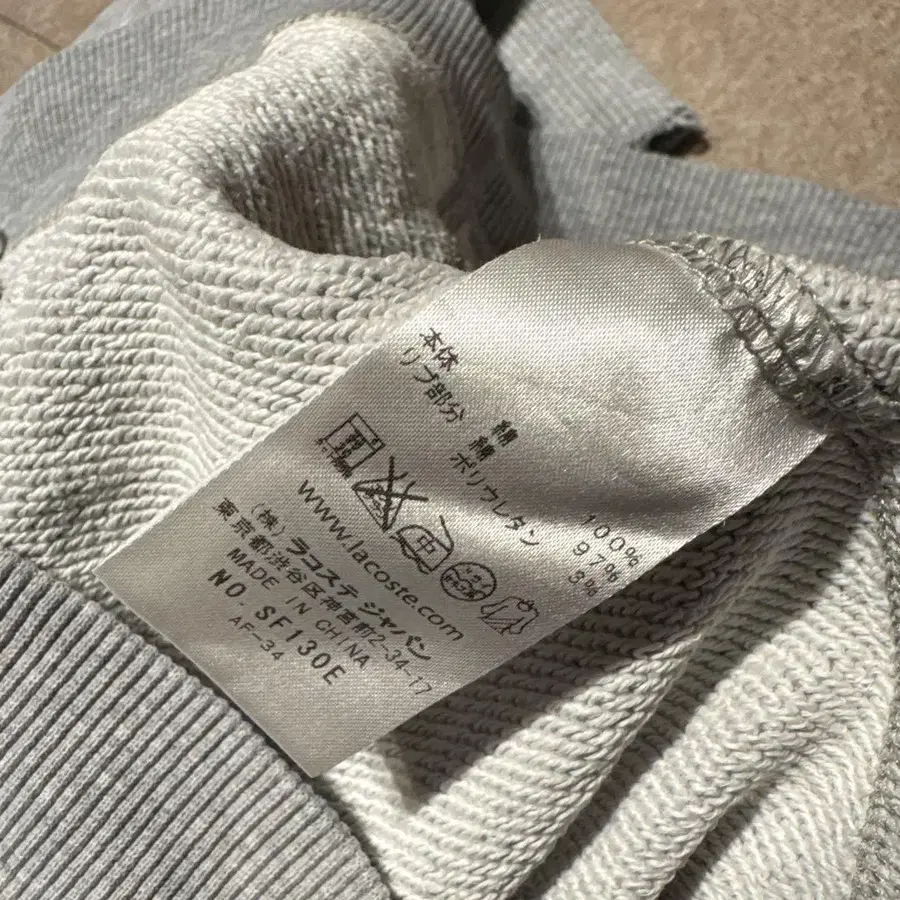 本体 綿 100%
リブ部分 綿 97%
ポリウレタン 3%
www.lacoste.com
(株) ラコステ ジャパン
東京都渋谷区神宮前2-34-17
MADE IN CHINA
NO. SF130E
AF-34